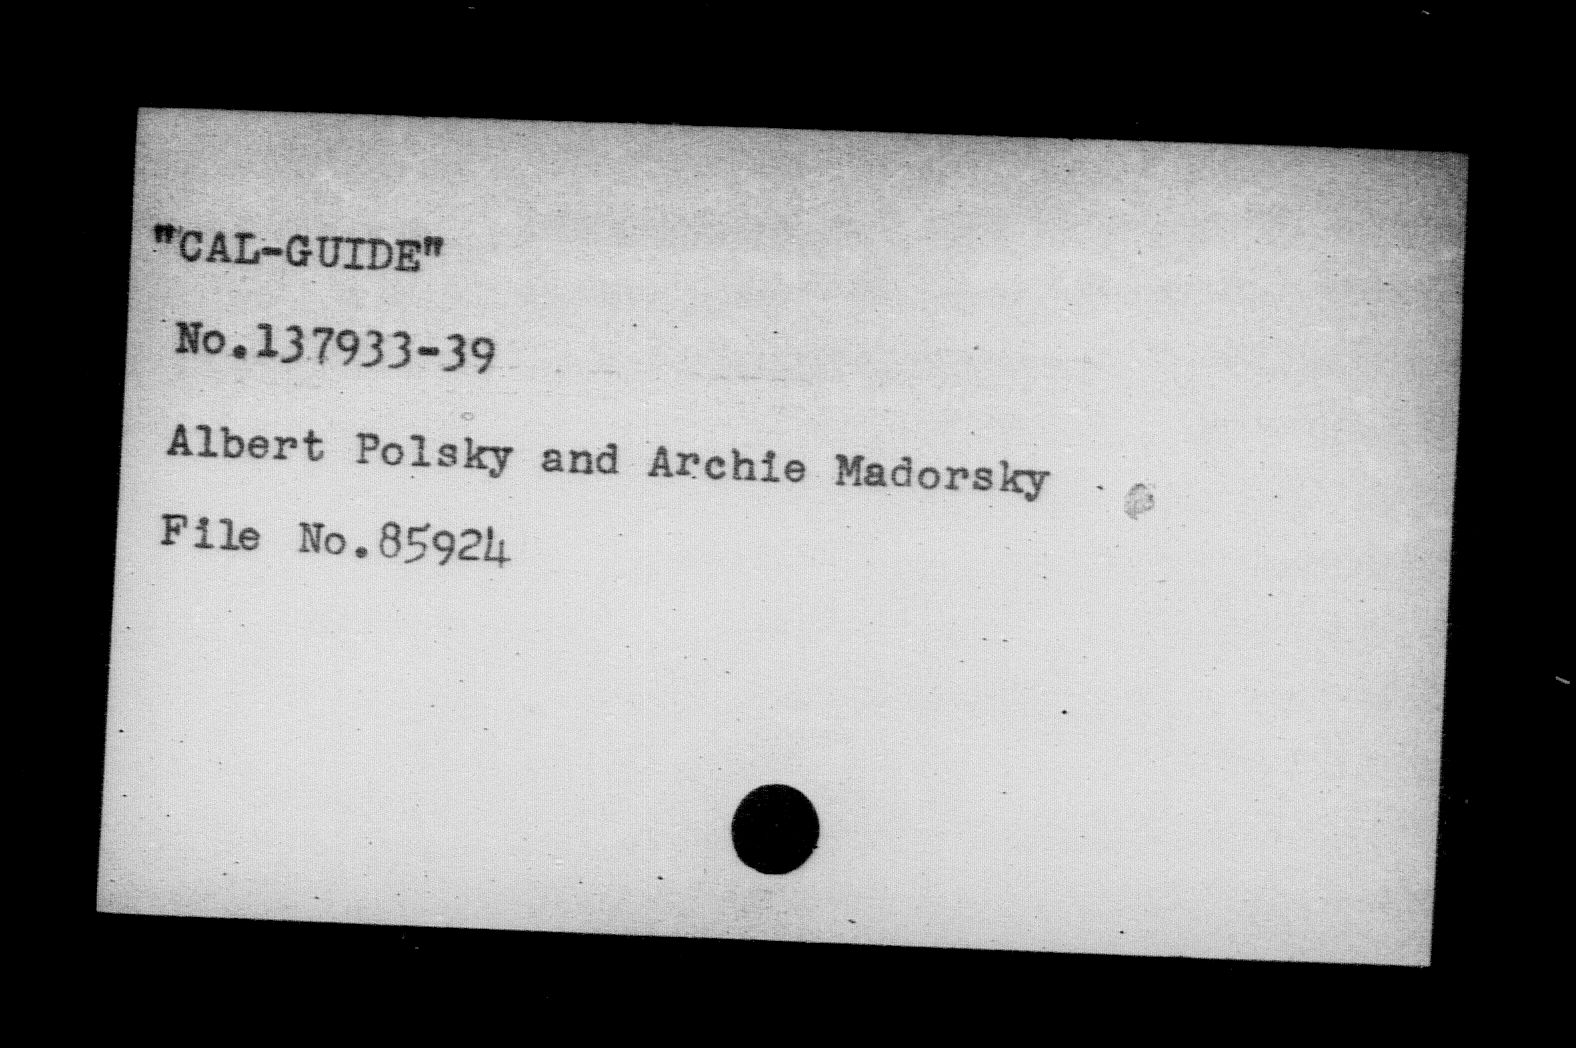 "CAL-GUIDE"
No.137933-39
Albert Polsky and Archie Madorsky
File No.85924